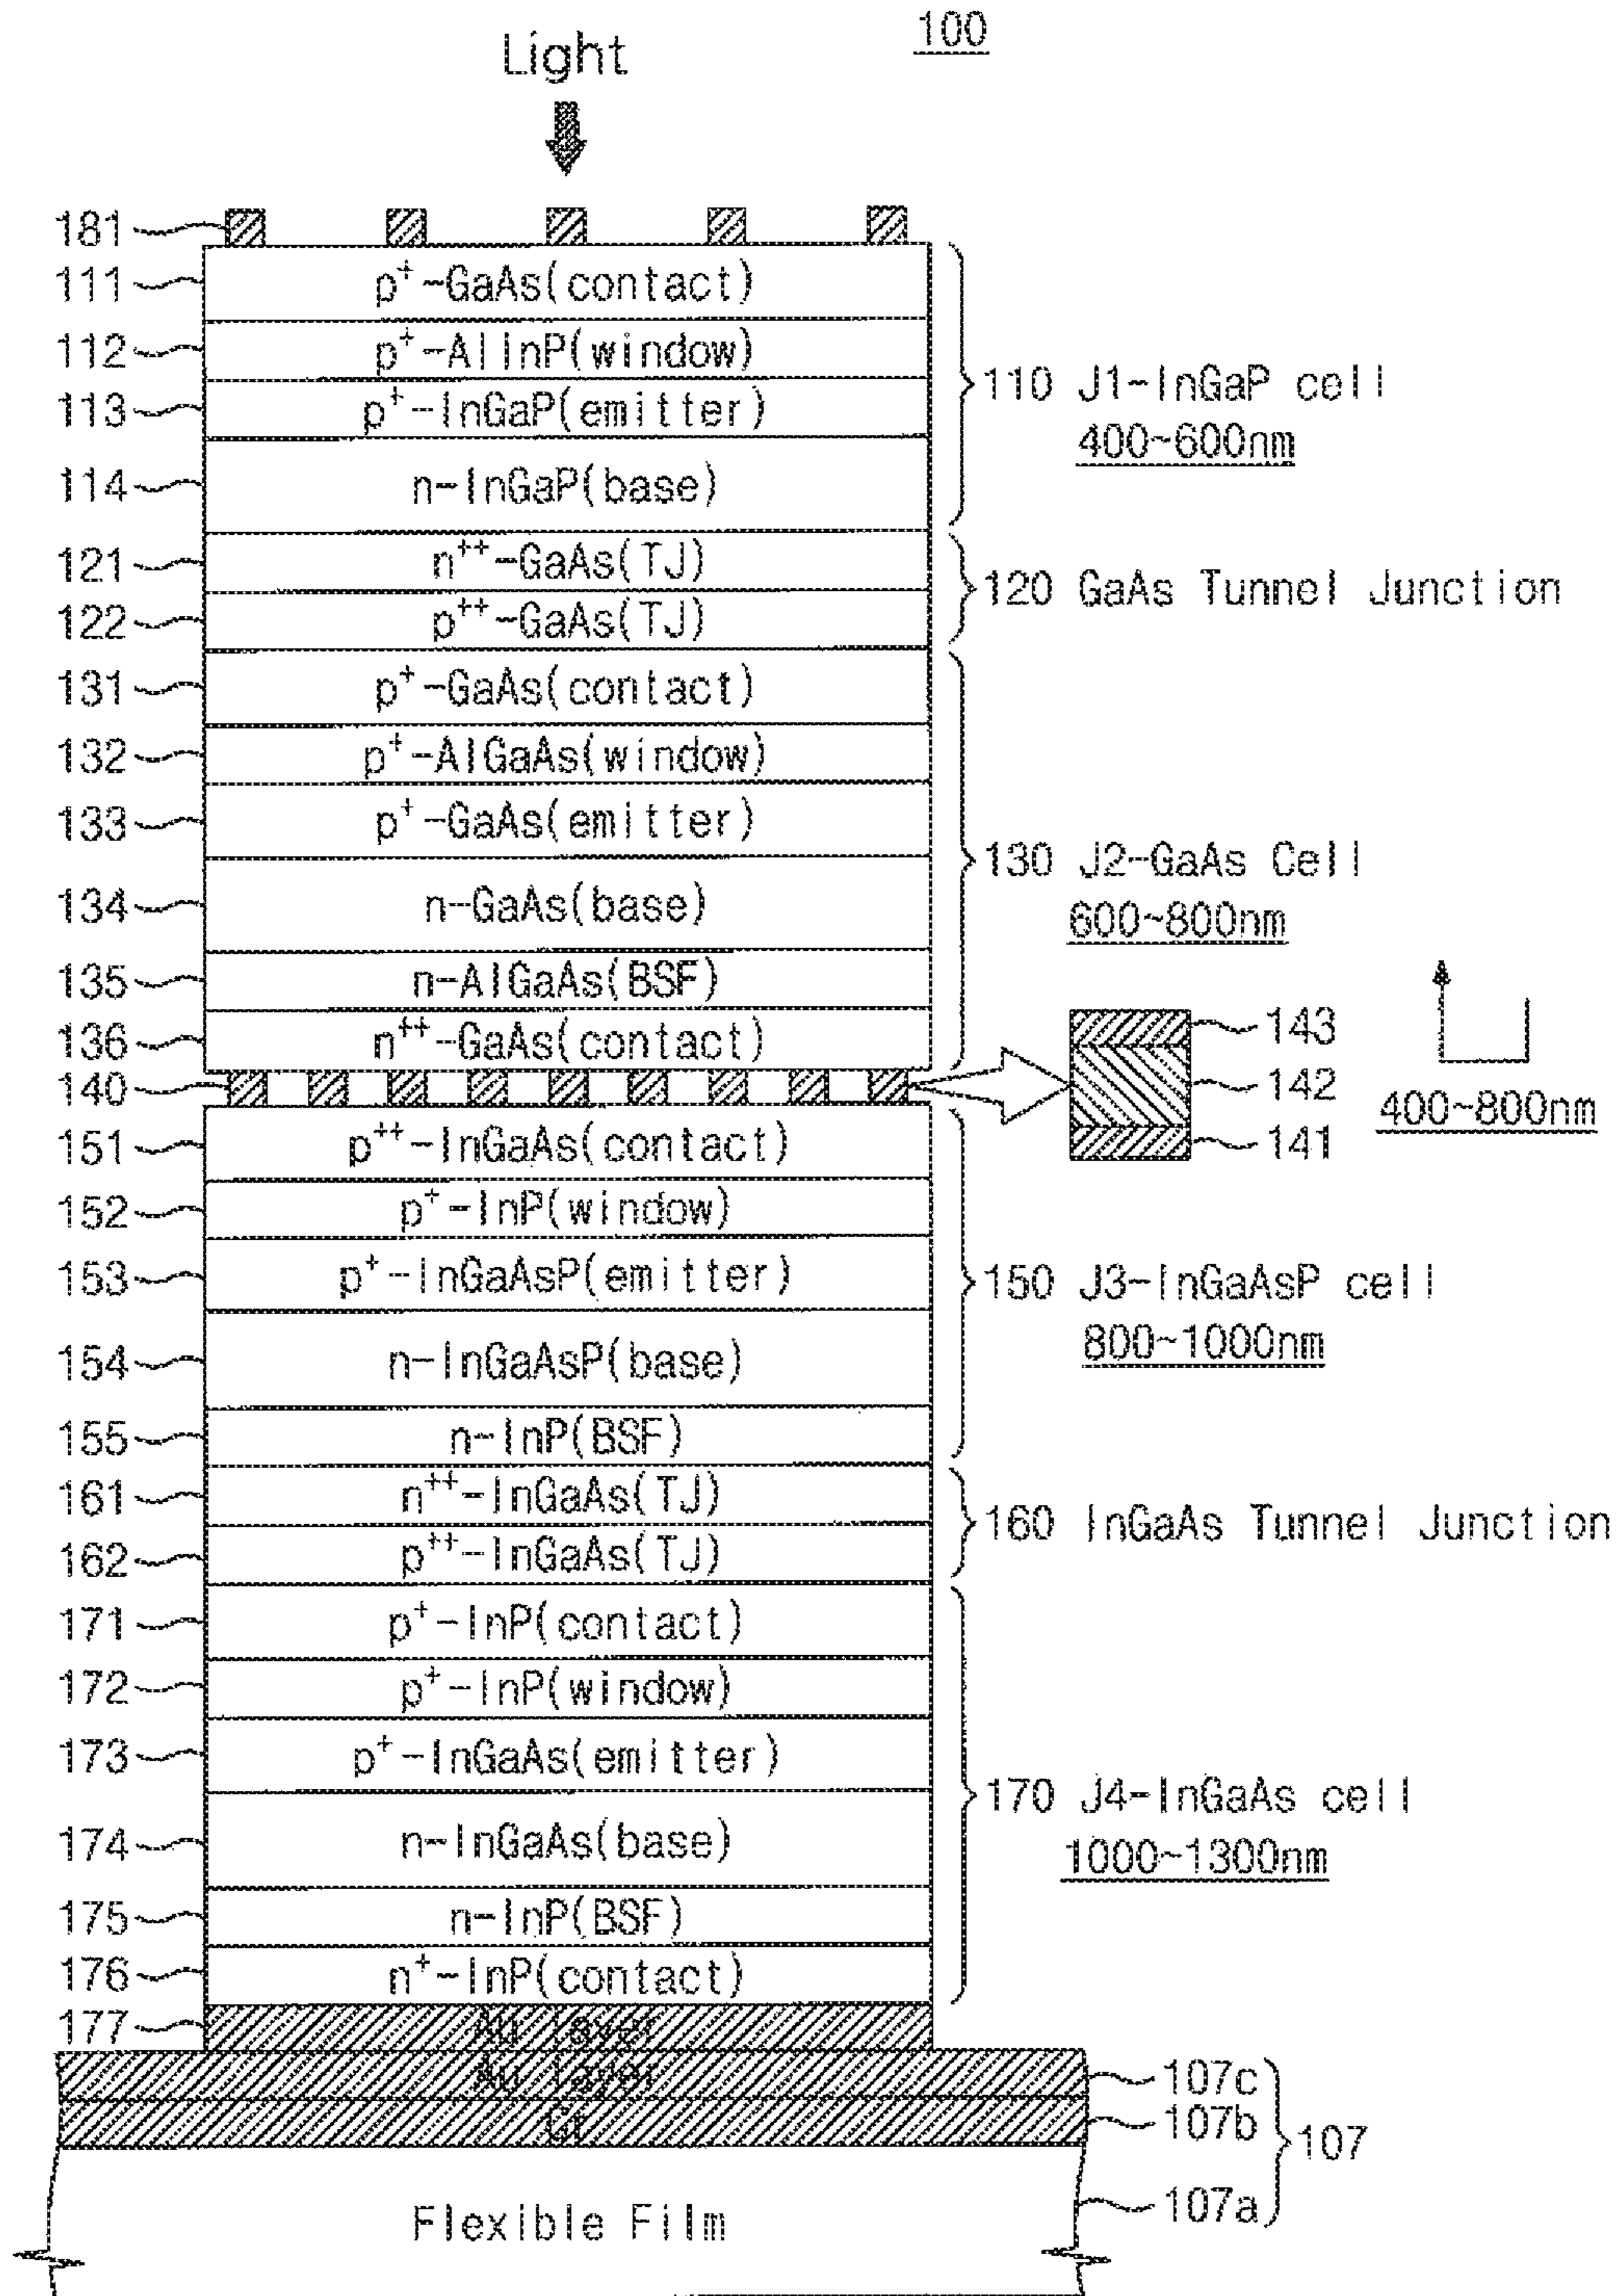 100
Light
181
111 p⁺-GaAs(contact)
112 p⁺-AlInP(window)
113 p⁺-InGaP(emitter)
110 J1-InGaP cell
400~600nm
114 n-InGaP(base)
121 n⁺⁺-GaAs(TJ)
120 GaAs Tunnel Junction
122 p⁺⁺-GaAs(TJ)
131 p⁺-GaAs(contact)
132 p⁺-AlGaAs(window)
133 p⁺-GaAs(emitter)
130 J2-GaAs Cell
600~800nm
134 n-GaAs(base)
135 n-AlGaAs(BSF)
136 n⁺⁺-GaAs(contact)
140
143
142
141
400~800nm
151 p⁺⁺-InGaAs(contact)
152 p⁺-InP(window)
153 p⁺-InGaAsP(emitter)
150 J3-InGaAsP cell
800~1000nm
154 n-InGaAsP(base)
155 n-InP(BSF)
161 n⁺⁺-InGaAs(TJ)
160 InGaAs Tunnel Junction
162 p⁺⁺-InGaAs(TJ)
171 p⁺-InP(contact)
172 p⁺-InP(window)
173 p⁺-InGaAs(emitter)
170 J4-InGaAs cell
1000~1300nm
174 n-InGaAs(base)
175 n-InP(BSF)
176 n⁺-InP(contact)
177 Au layer
Au layer 107c
Cr 107b
107
107a
Flexible Film